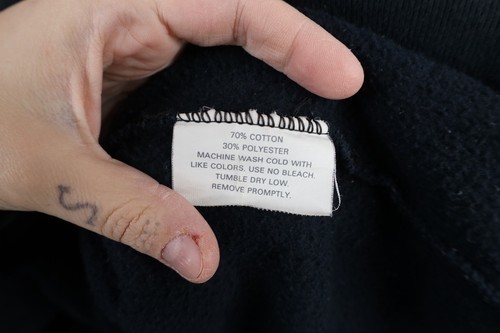 70% COTTON
30% POLYESTER
MACHINE WASH COLD WITH
LIKE COLORS. USE NO BLEACH.
TUMBLE DRY LOW.
REMOVE PROMPTLY.